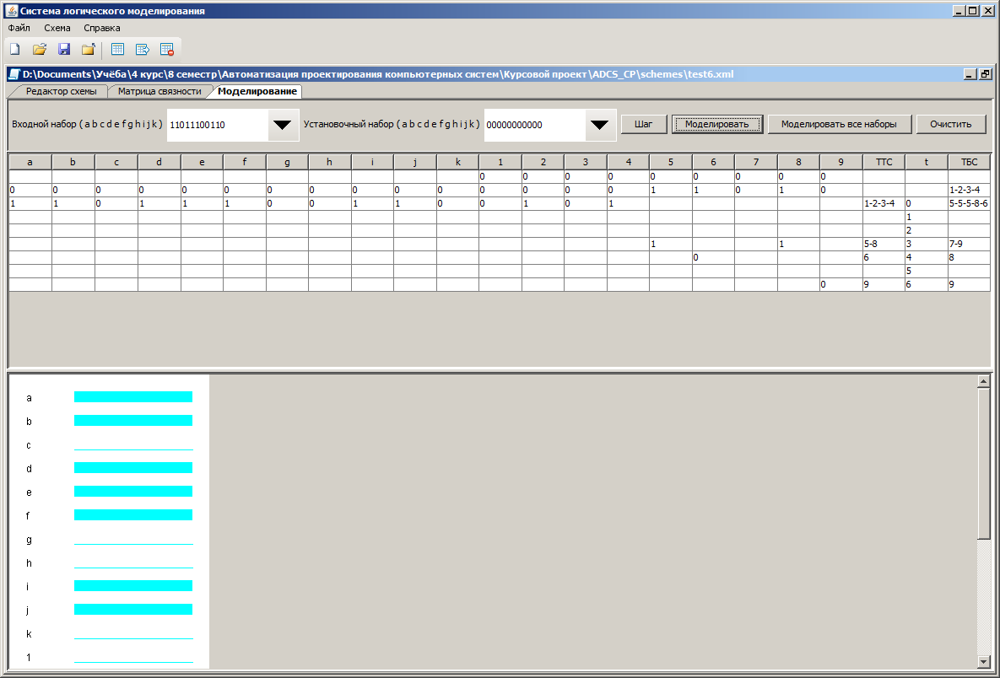 Система логического моделирования
Файл Схема Справка
D:\Documents\Учёба\4 курс\8 семестр\Автоматизация проектирования компьютерных систем\Курсовой проект\ADCS_CP\schemes\test6.xml
Редактор схемы Матрица связности Моделирование
Входной набор ( a b c d e f g h i j k ) 11011100110 Установочный набор ( a b c d e f g h i j k ) 00000000000 Шаг Моделировать Моделировать все наборы Очистить
a b c d e f g h i j k 1 2 3 4 5 6 7 8 9 ТТС t ТБС
0 0 0 0 0 0 0 0 0
0 0 0 0 0 0 0 0 0 0 0 0 0 0 0 1 1 0 1 0 1-2-3-4
1 1 0 1 1 1 0 0 1 1 0 0 1 0 1 1-2-3-4 0 5-5-5-8-6
1
2
1 1 5-8 3 7-9
0 6 4 8
5
0 9 6 9
a
b
c
d
e
f
g
h
i
j
k
1